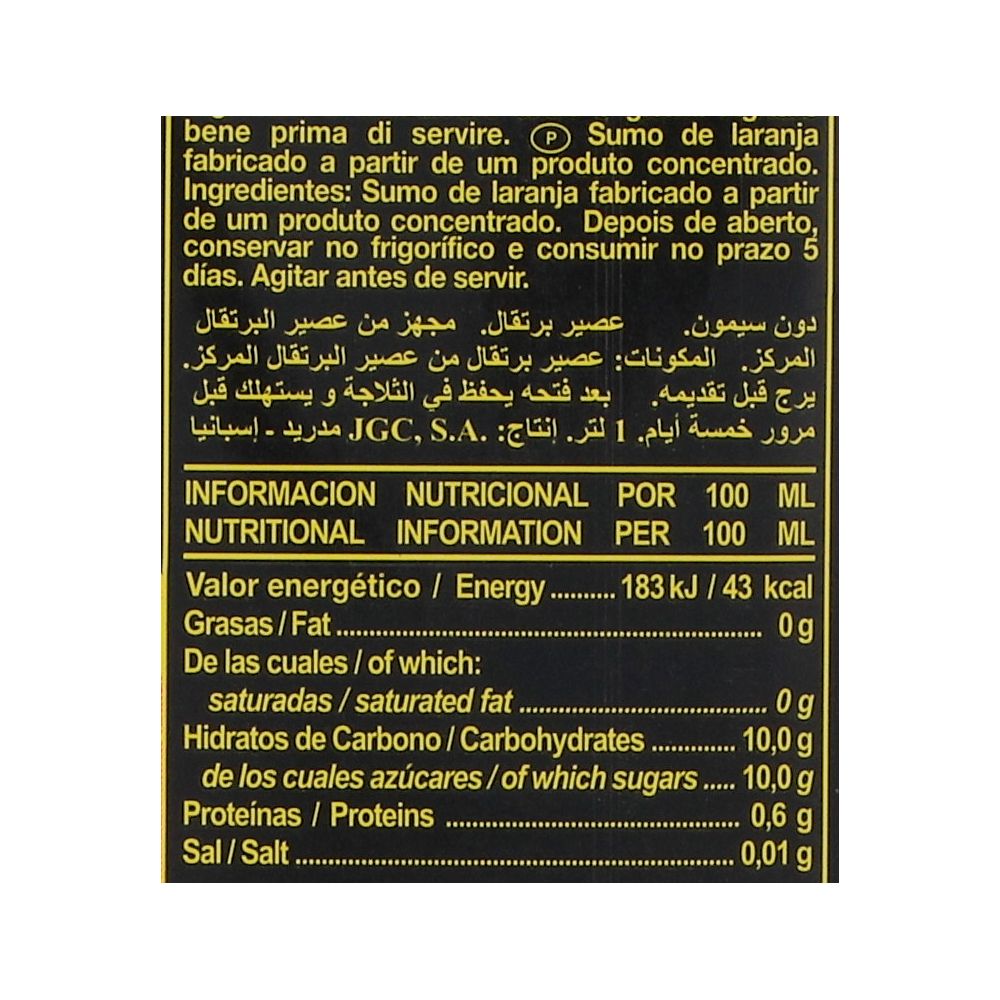 bene prima di servire. (P) Sumo de laranja
fabricado a partir de um produto concentrado.
Ingredientes: Sumo de laranja fabricado a partir
de um produto concentrado. Depois de aberto,
conservar no frigorífico e consumir no prazo 5
días. Agitar antes de servir.
دون سيمون. عصير برتقال. مجهز من عصير البرتقال
المركز. المكونات: عصير برتقال من عصير البرتقال المركز.
يرج قبل تقديمه. بعد فتحه يحفظ في الثلاجة و يستهلك قبل
مرور خمسة أيام. 1 لتر. إنتاج: JGC, S.A. مدريد - إسبانيا
INFORMACION NUTRICIONAL POR 100 ML
NUTRITIONAL INFORMATION PER 100 ML
Valor energético / Energy .......... 183 kJ / 43 kcal
Grasas / Fat ........................................ 0 g
De las cuales / of which:
saturadas / saturated fat ........................ 0 g
Hidratos de Carbono / Carbohydrates ............. 10,0 g
de los cuales azúcares / of which sugars ..... 10,0 g
Proteínas / Proteins ........................................ 0,6 g
Sal / Salt ........................................ 0,01 g